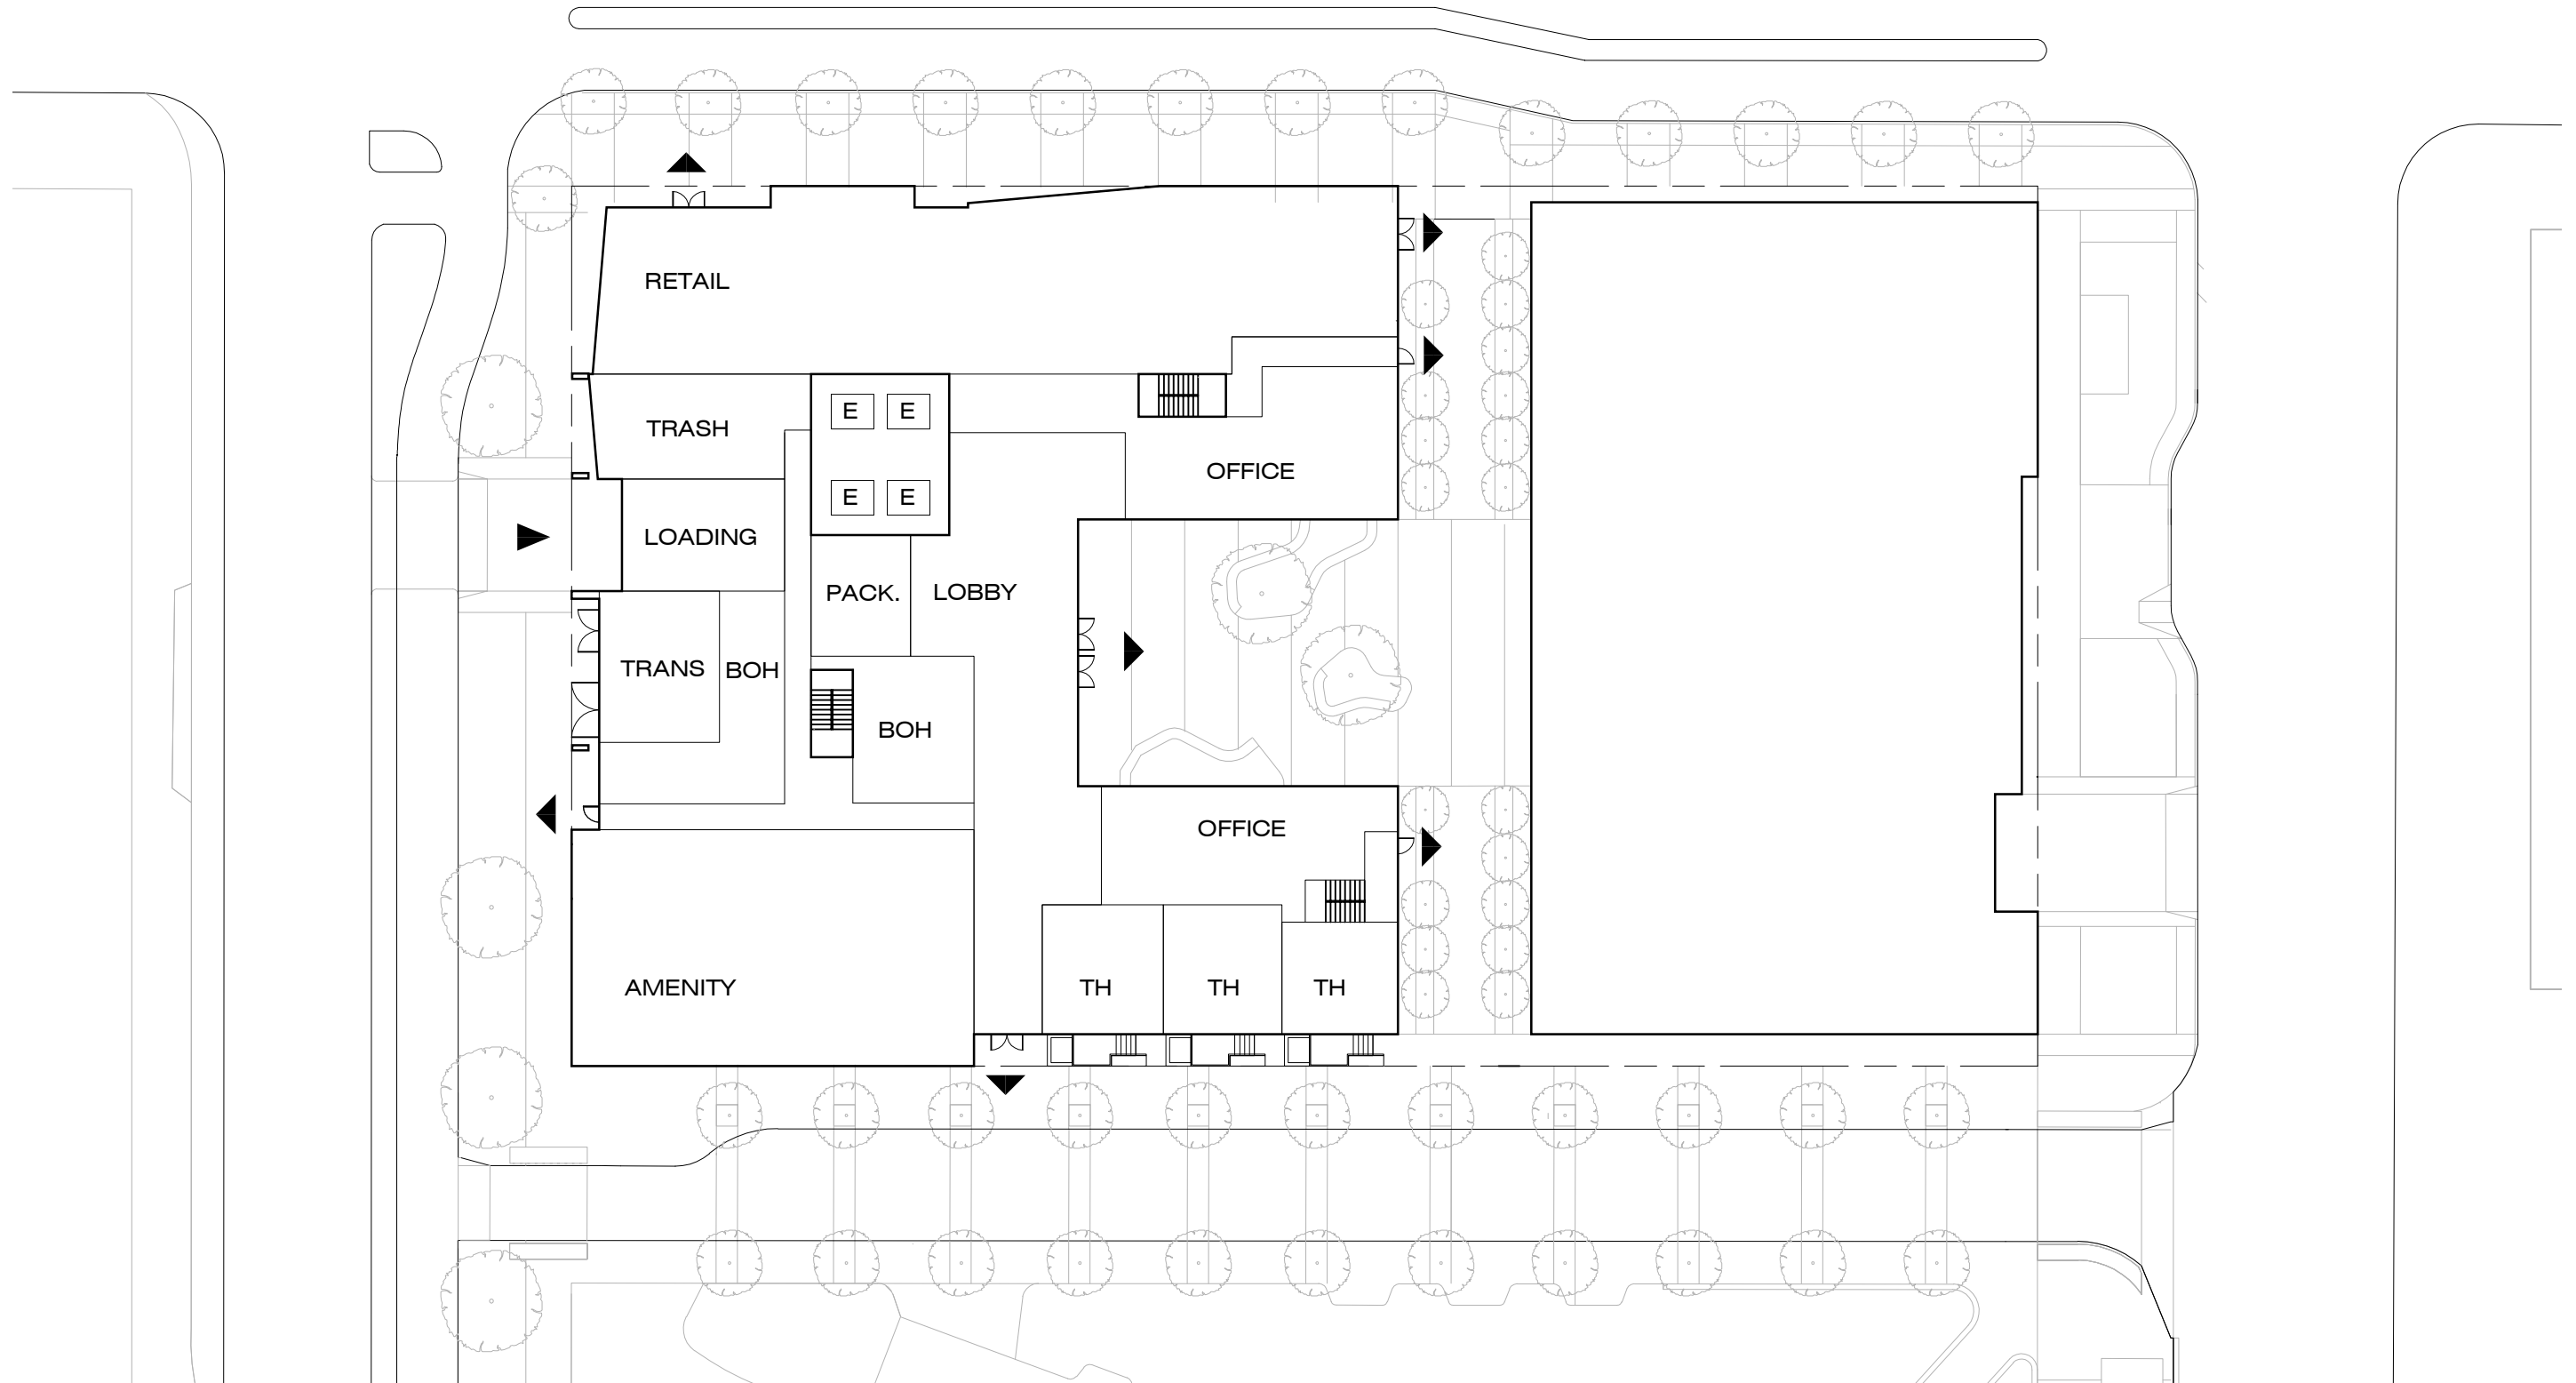 RETAIL
TRASH
E E
OFFICE
E E
LOADING
PACK.
LOBBY
TRANS
BOH
BOH
OFFICE
AMENITY
TH
TH
TH